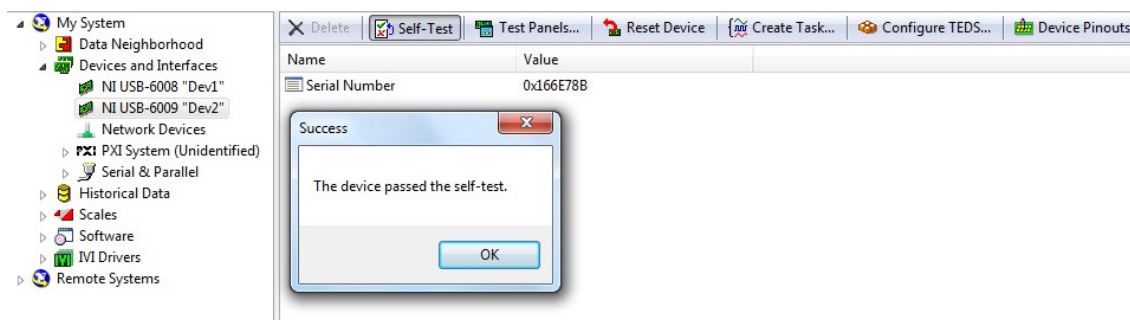 My System
Data Neighborhood
Devices and Interfaces
NI USB-6008 "Dev1"
NI USB-6009 "Dev2"
Network Devices
PXI PXI System (Unidentified)
Serial & Parallel
Historical Data
Scales
Software
IVI Drivers
Remote Systems
Delete Self-Test Test Panels... Reset Device Create Task... Configure TEDS... Device Pinouts
Name Value
Serial Number 0x166E78B
Success
The device passed the self-test.
OK